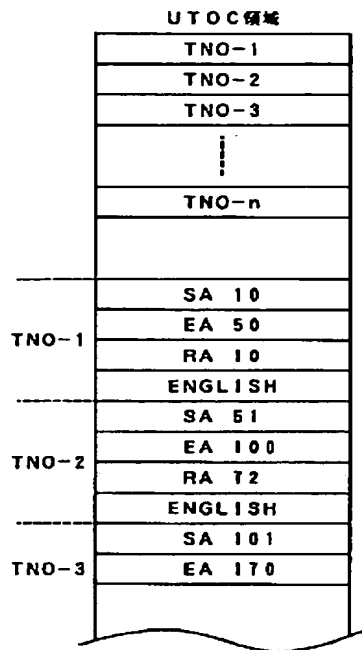 UTOC領域
TNO-1
TNO-2
TNO-3
TNO-n
TNO-1
SA 10
EA 50
RA 10
ENGLISH
TNO-2
SA 51
EA 100
RA 72
ENGLISH
TNO-3
SA 101
EA 170